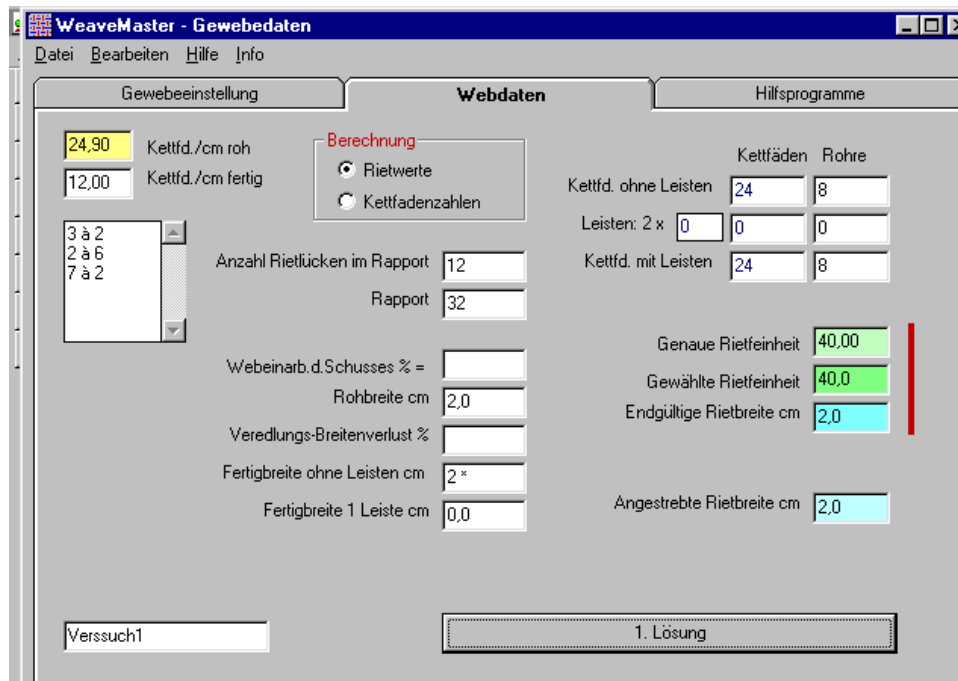 WeaveMaster - Gewebedaten
Datei Bearbeiten Hilfe Info
Gewebeeinstellung Webdaten Hilfsprogramme
24,90 Kettfd./cm roh
12,00 Kettfd./cm fertig
Berechnung
Rietwerte
Kettfadenzahlen
Kettfäden Rohre
Kettfd. ohne Leisten 24 8
Leisten: 2 x 0 0 0
Kettfd. mit Leisten 24 8
3 à 2
2 à 6
7 à 2
Anzahl Rietlücken im Rapport 12
Rapport 32
Webeinarb.d.Schusses % =
Rohbreite cm 2,0
Veredlungs-Breitenverlust %
Fertigbreite ohne Leisten cm 2 *
Fertigbreite 1 Leiste cm 0,0
Genaue Rietfeinheit 40,00
Gewählte Rietfeinheit 40,0
Endgültige Rietbreite cm 2,0
Angestrebte Rietbreite cm 2,0
Verssuch1
1. Lösung